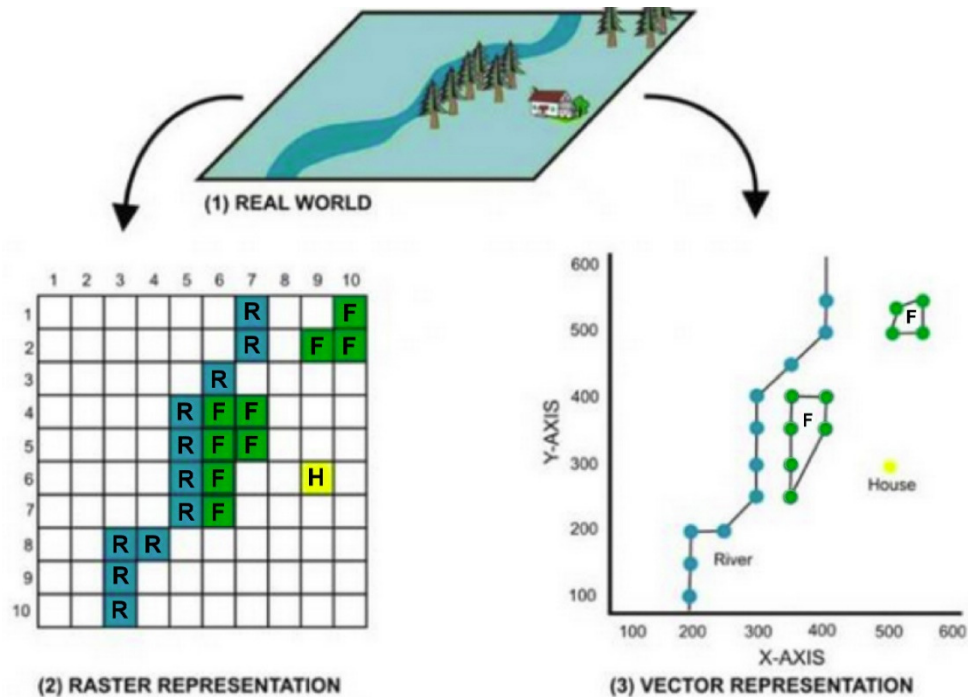 (1) REAL WORLD
1 2 3 4 5 6 7 8 9 10
1 R F
2 R F F
3 R
4 R F F
5 R F F
6 R F H
7 R F
8 R R
9 R
10 R
(2) RASTER REPRESENTATION
600
500
400
300
200
100
Y-AXIS
F
F
House
River
100 200 300 400 500 600
X-AXIS
(3) VECTOR REPRESENTATION